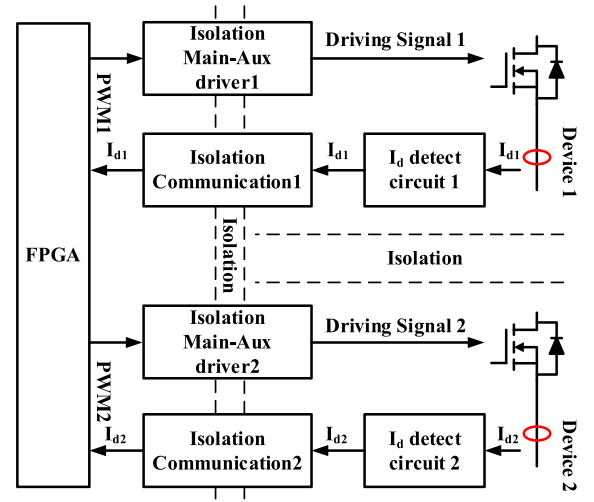 Isolation
Main-Aux
driver1
Driving Signal 1
PWM1
Id1
Isolation
Communication1
Id1
Id detect
circuit 1
Id1
Device 1
FPGA
Isolation
Isolation
Isolation
Main-Aux
driver2
Driving Signal 2
PWM2
Id2
Isolation
Communication2
Id2
Id detect
circuit 2
Id2
Device 2